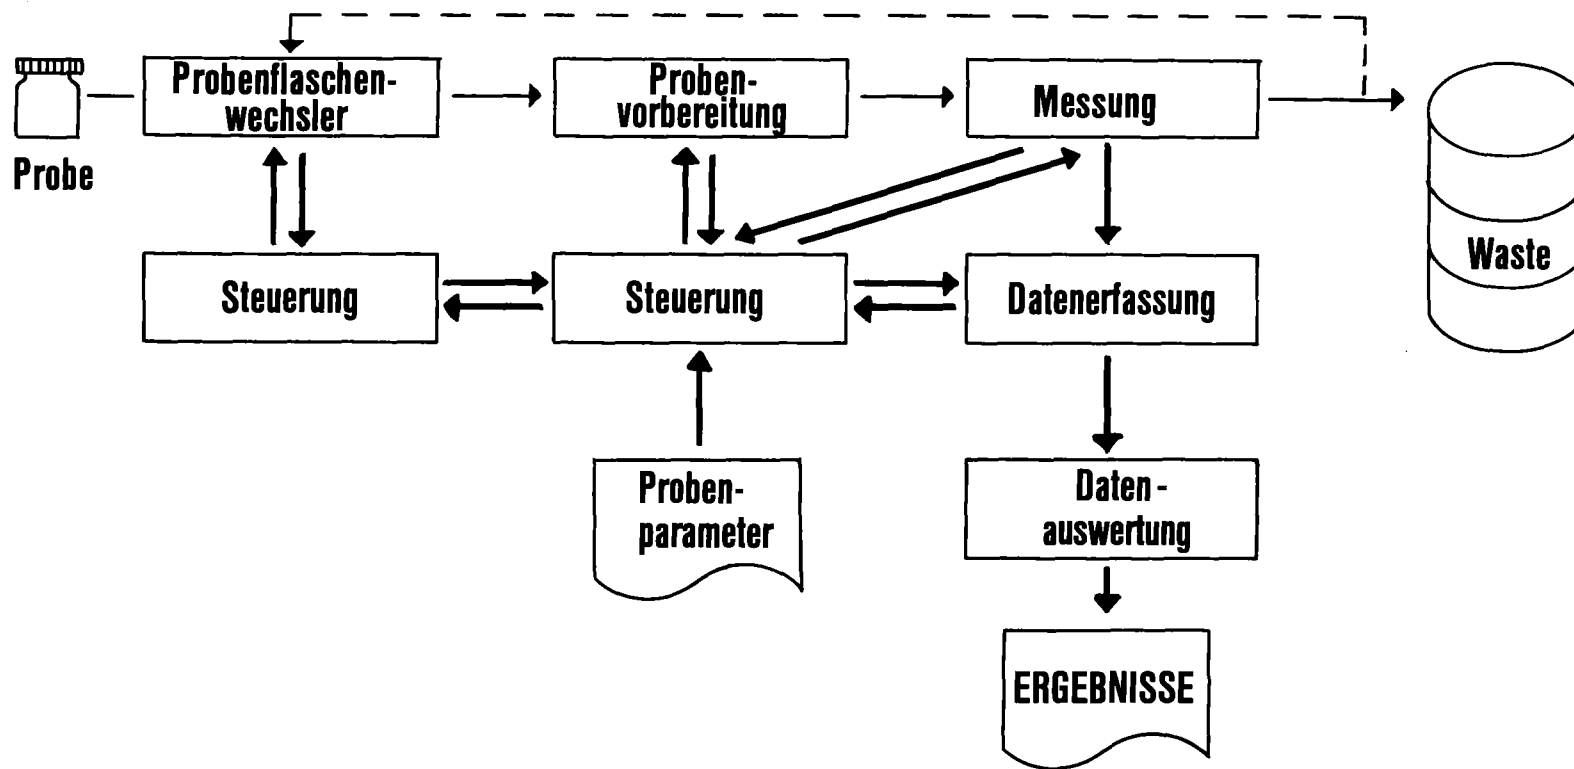 Probe
Probenflaschen-
wechsler
Proben-
vorbereitung
Messung
Waste
Steuerung
Steuerung
Datenerfassung
Proben-
parameter
Daten-
auswertung
ERGEBNISSE